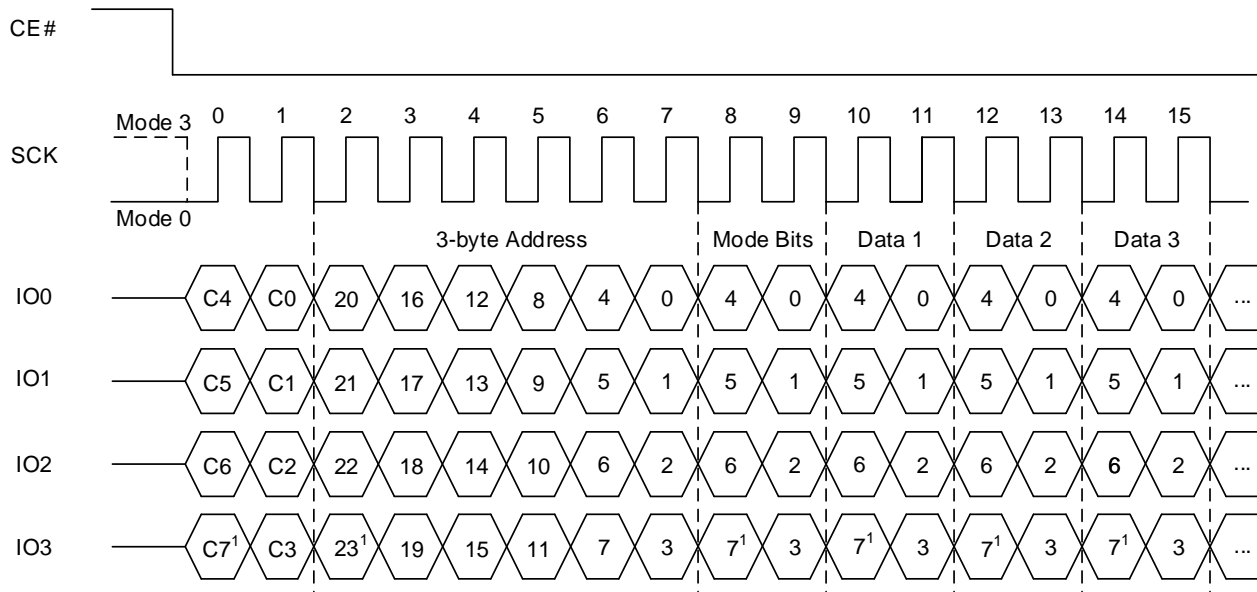 CE#
Mode 3 0 1 2 3 4 5 6 7 8 9 10 11 12 13 14 15
SCK
Mode 0
3-byte Address Mode Bits Data 1 Data 2 Data 3
IO0 C4 C0 20 16 12 8 4 0 4 0 4 0 4 0 4 0 ...
IO1 C5 C1 21 17 13 9 5 1 5 1 5 1 5 1 5 1 ...
IO2 C6 C2 22 18 14 10 6 2 6 2 6 2 6 2 6 2 ...
IO3 C7¹ C3 23¹ 19 15 11 7 3 7¹ 3 7¹ 3 7¹ 3 7¹ 3 ...